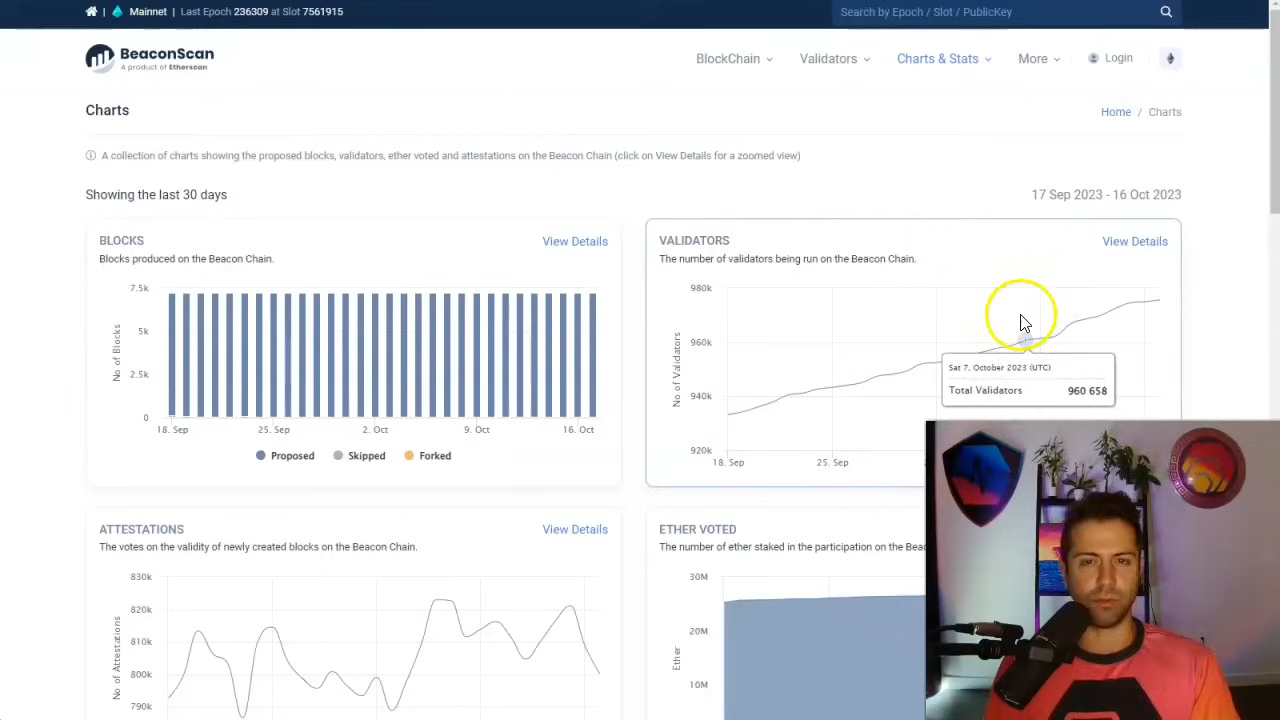 Mainnet | Last Epoch 236309 at Slot 7561915
Search by Epoch / Slot / PublicKey
BeaconScan
A product of Etherscan
BlockChain
Validators
Charts & Stats
More
Login
Charts
Home / Charts
A collection of charts showing the proposed blocks, validators, ether voted and attestations on the Beacon Chain (click on View Details for a zoomed view)
Showing the last 30 days
17 Sep 2023 - 16 Oct 2023
BLOCKS
View Details
Blocks produced on the Beacon Chain.
No of Blocks
7.5k
5k
2.5k
0
18. Sep
25. Sep
2. Oct
9. Oct
16. Oct
Proposed
Skipped
Forked
VALIDATORS
View Details
The number of validators being run on the Beacon Chain.
No of Validators
980k
960k
940k
920k
18. Sep
25. Sep
Sat 7, October 2023 (UTC)
Total Validators 960 658
ATTESTATIONS
View Details
The votes on the validity of newly created blocks on the Beacon Chain.
No of Attestations
830k
820k
810k
800k
790k
ETHER VOTED
The number of ether staked in the participation on the Bea
Ether
30M
20M
10M